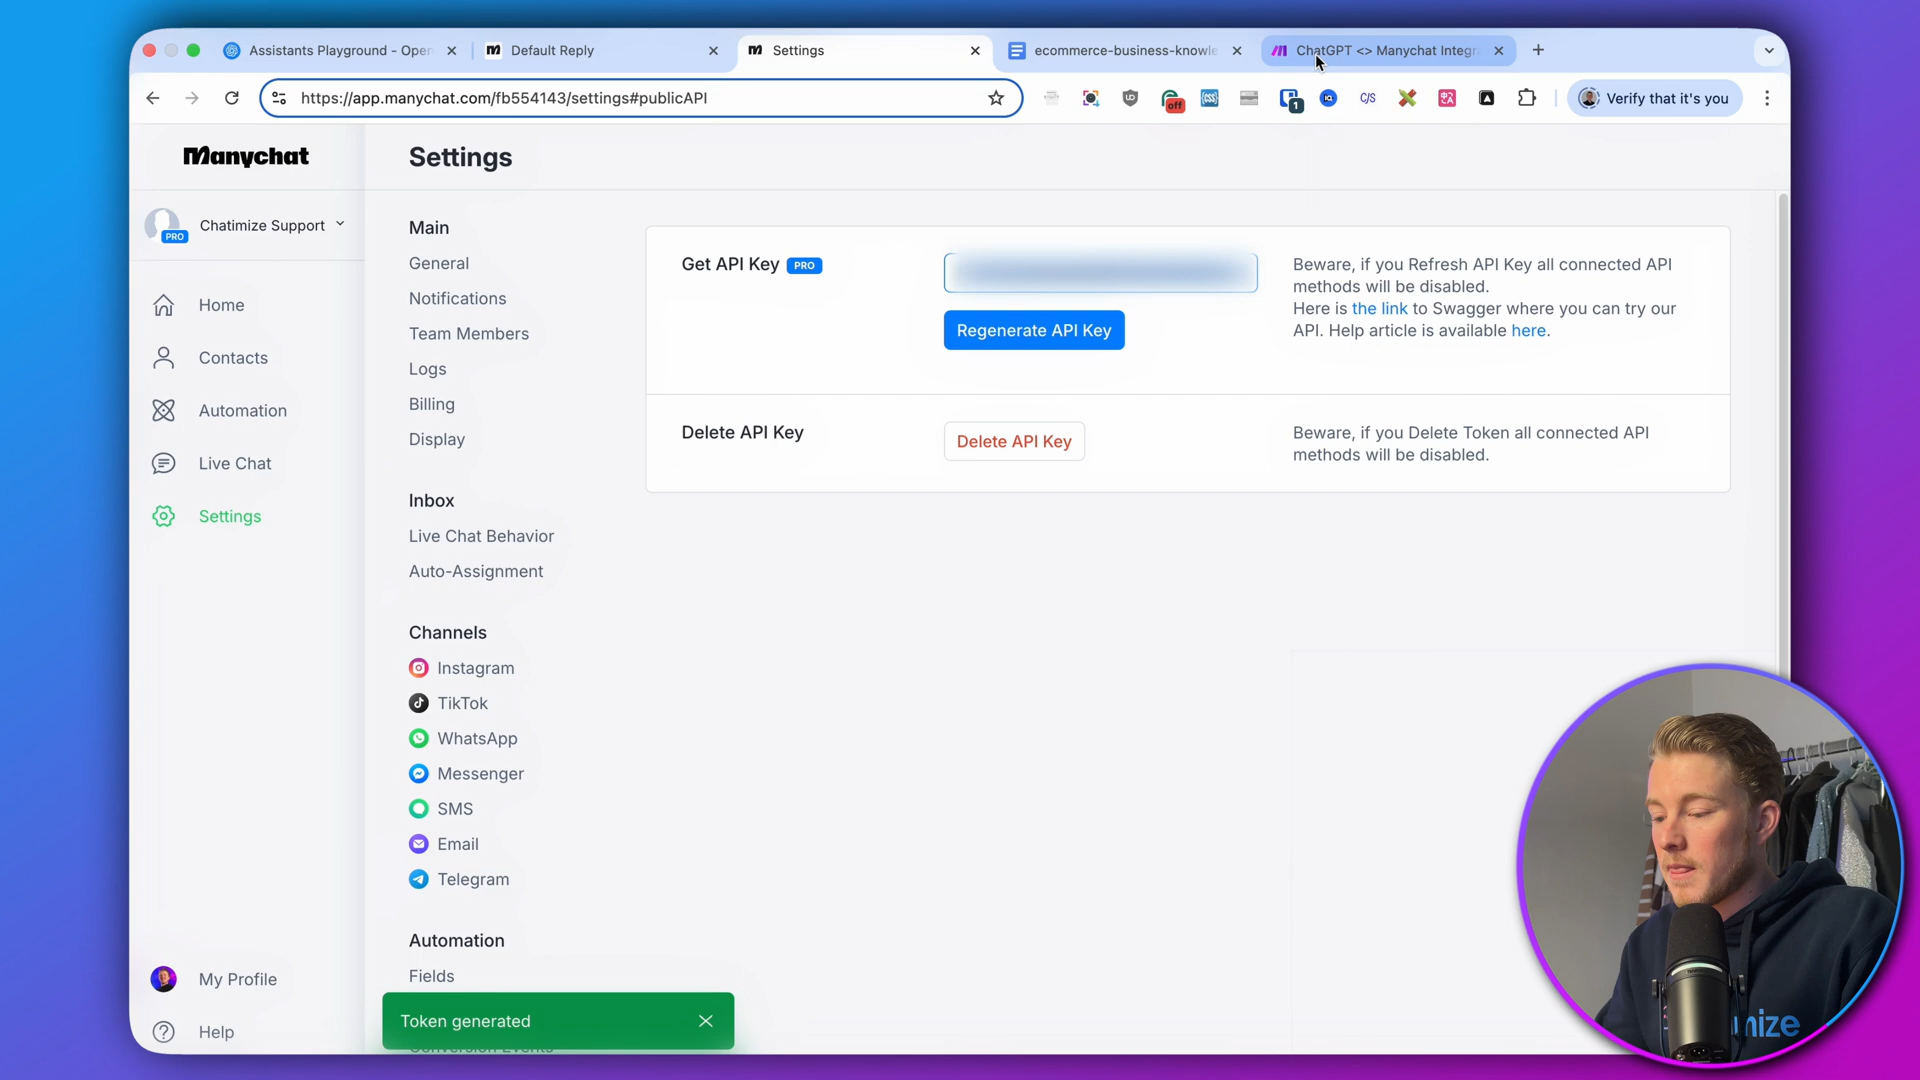 Assistants Playground - Open
Default Reply
Settings
ecommerce-business-knowle
ChatGPT <> Manychat Integra
https://app.manychat.com/fb554143/settings#publicAPI
off
1
C/S
Verify that it's you
Manychat
Chatimize Support
PRO
Home
Contacts
Automation
Live Chat
Settings
My Profile
Help
Settings
Main
General
Notifications
Team Members
Logs
Billing
Display
Inbox
Live Chat Behavior
Auto-Assignment
Channels
Instagram
TikTok
WhatsApp
Messenger
SMS
Email
Telegram
Automation
Fields
Conversion Events
Get API Key PRO
Regenerate API Key
Beware, if you Refresh API Key all connected API
methods will be disabled.
Here is the link to Swagger where you can try our
API. Help article is available here.
Delete API Key
Delete API Key
Beware, if you Delete Token all connected API
methods will be disabled.
Token generated